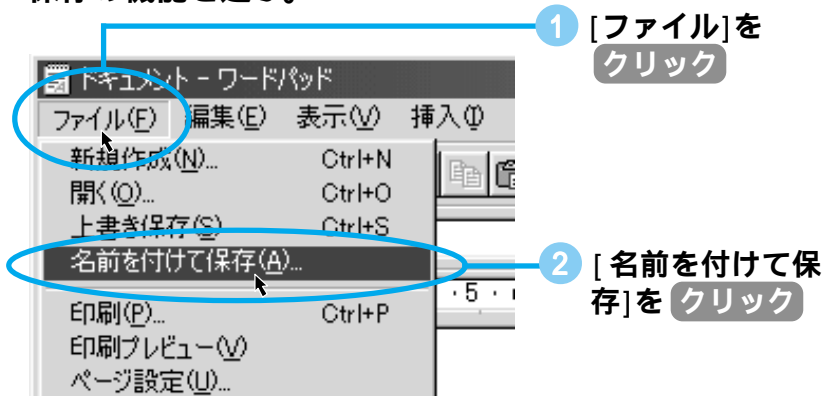 保存の機能を選ぶ。
1 [ファイル]を
クリック
ドキュメント - ワードパッド
ファイル(F) 編集(E) 表示(V) 挿入(I)
新規作成(N)... Ctrl+N
開く(O)... Ctrl+O
上書き保存(S) Ctrl+S
名前を付けて保存(A)...
2 [名前を付けて保
存]を クリック
· 5 ·
印刷(P)... Ctrl+P
印刷プレビュー(V)
ページ設定(U)...